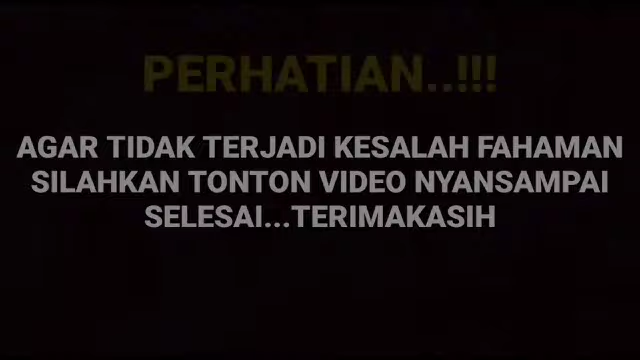 PERHATIAN..!!!
AGAR TIDAK TERJADI KESALAH FAHAMAN
SILAHKAN TONTON VIDEO NYANSAMPAI
SELESAI...TERIMAKASIH